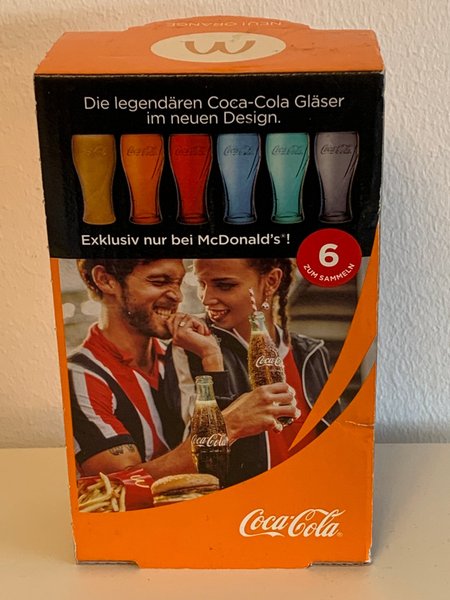 NEU! ORANGE
Die legendären Coca-Cola Gläser
im neuen Design.
Exklusiv nur bei McDonald's®!
6
ZUM SAMMELN
Coca-Cola
Coca-Cola
Coca-Cola®